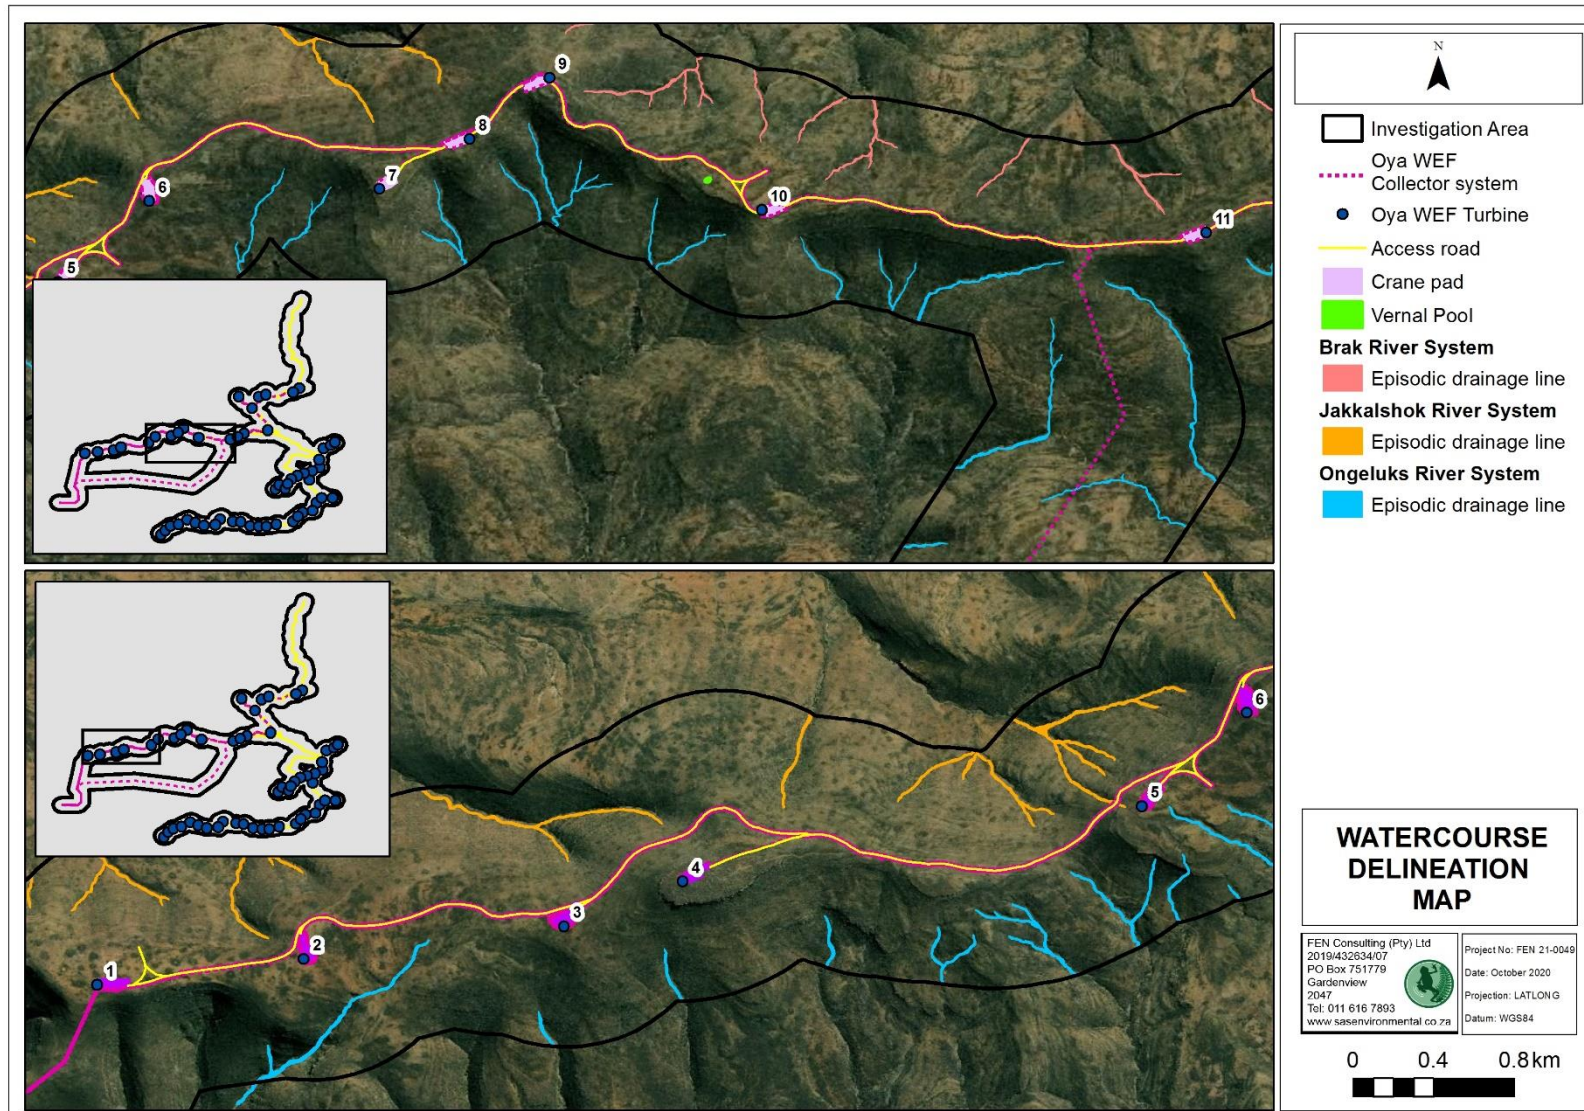 9
8
7
6
10
11
5
N
Investigation Area
Oya WEF
Collector system
Oya WEF Turbine
Access road
Crane pad
Vernal Pool
Brak River System
Episodic drainage line
Jakkalshok River System
Episodic drainage line
Ongeluks River System
Episodic drainage line
6
5
4
3
2
1
WATERCOURSE
DELINEATION
MAP
FEN Consulting (Pty) Ltd
2019/432634/07
PO Box 751779
Gardenview
2047
Tel: 011 616 7893
www.sasenvironmental.co.za
Project No: FEN 21-0049
Date: October 2020
Projection: LATLONG
Datum: WGS84
0 0.4 0.8 km